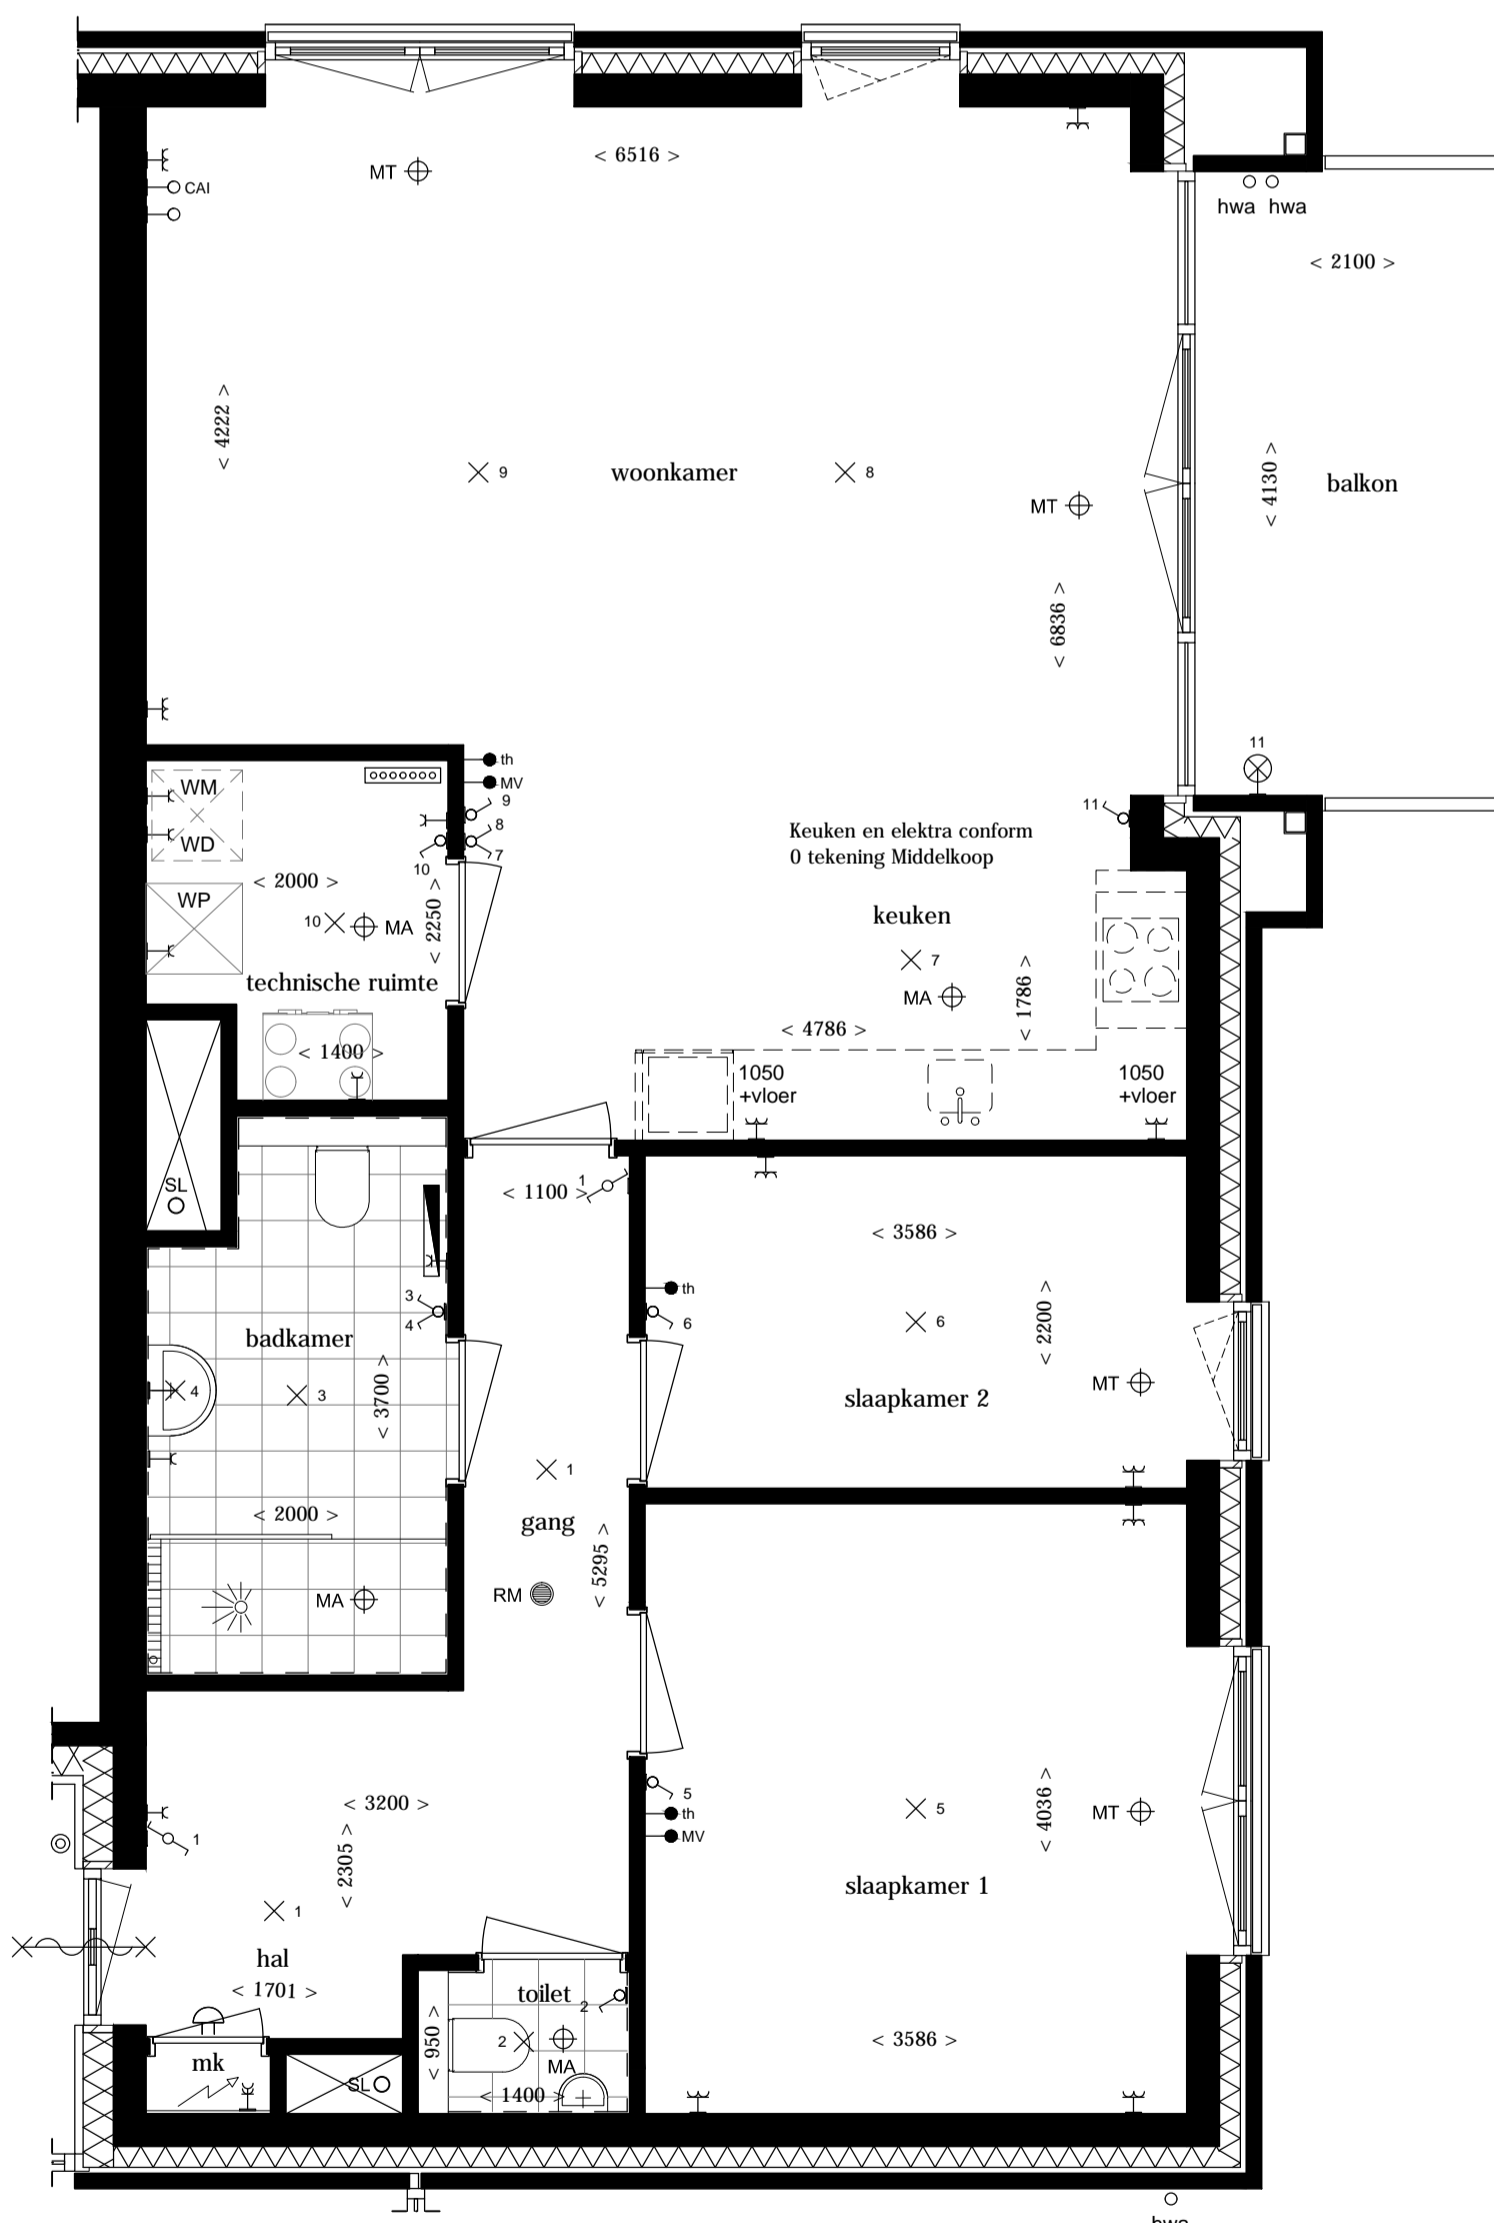 < 6516 >
MT
CAI
hwa hwa
< 2100 >
< 4222 >
9
woonkamer
8
MT
< 4130 >
balkon
< 6836 >
11
th
MV
9
8
7
10
11
WM
WD
WP
< 2000 >
10
MA
< 2250 >
technische ruimte
< 1400 >
Keuken en elektra conform
0 tekening Middelkoop
keuken
7
MA
< 1786 >
< 4786 >
1050
+vloer
1050
+vloer
SL
< 1100 >
1
< 3586 >
th
6
6
< 2200 >
MT
slaapkamer 2
3
4
badkamer
4
3
< 3700 >
< 2000 >
MA
1
gang
RM
< 5295 >
< 3200 >
< 2305 >
1
1
hal
< 1701 >
5
th
MV
5
< 4036 >
MT
slaapkamer 1
< 3586 >
toilet
2
2
MA
< 950 >
< 1400 >
mk
SL